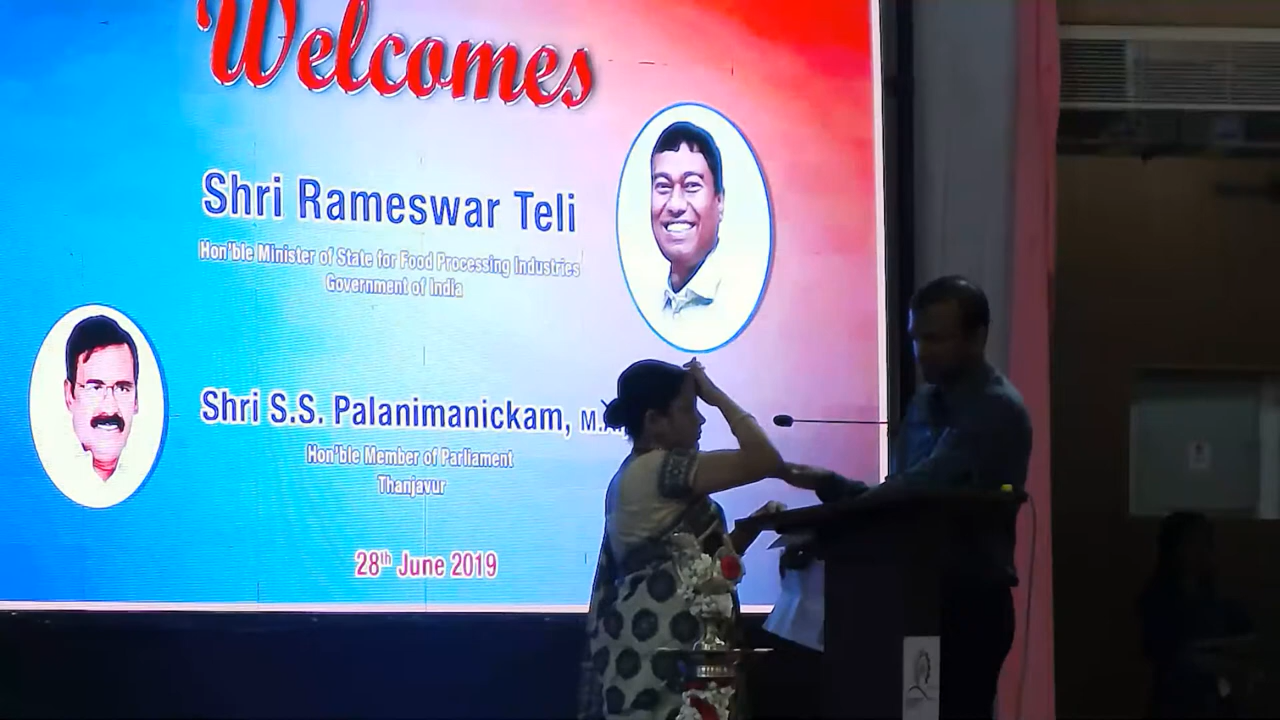 Welcomes
Shri Rameswar Teli
Hon'ble Minister of State for Food Processing Industries
Government of India
Shri S.S. Palanimanickam,
Hon'ble Member of Parliament
Thanjavur
28th June 2019